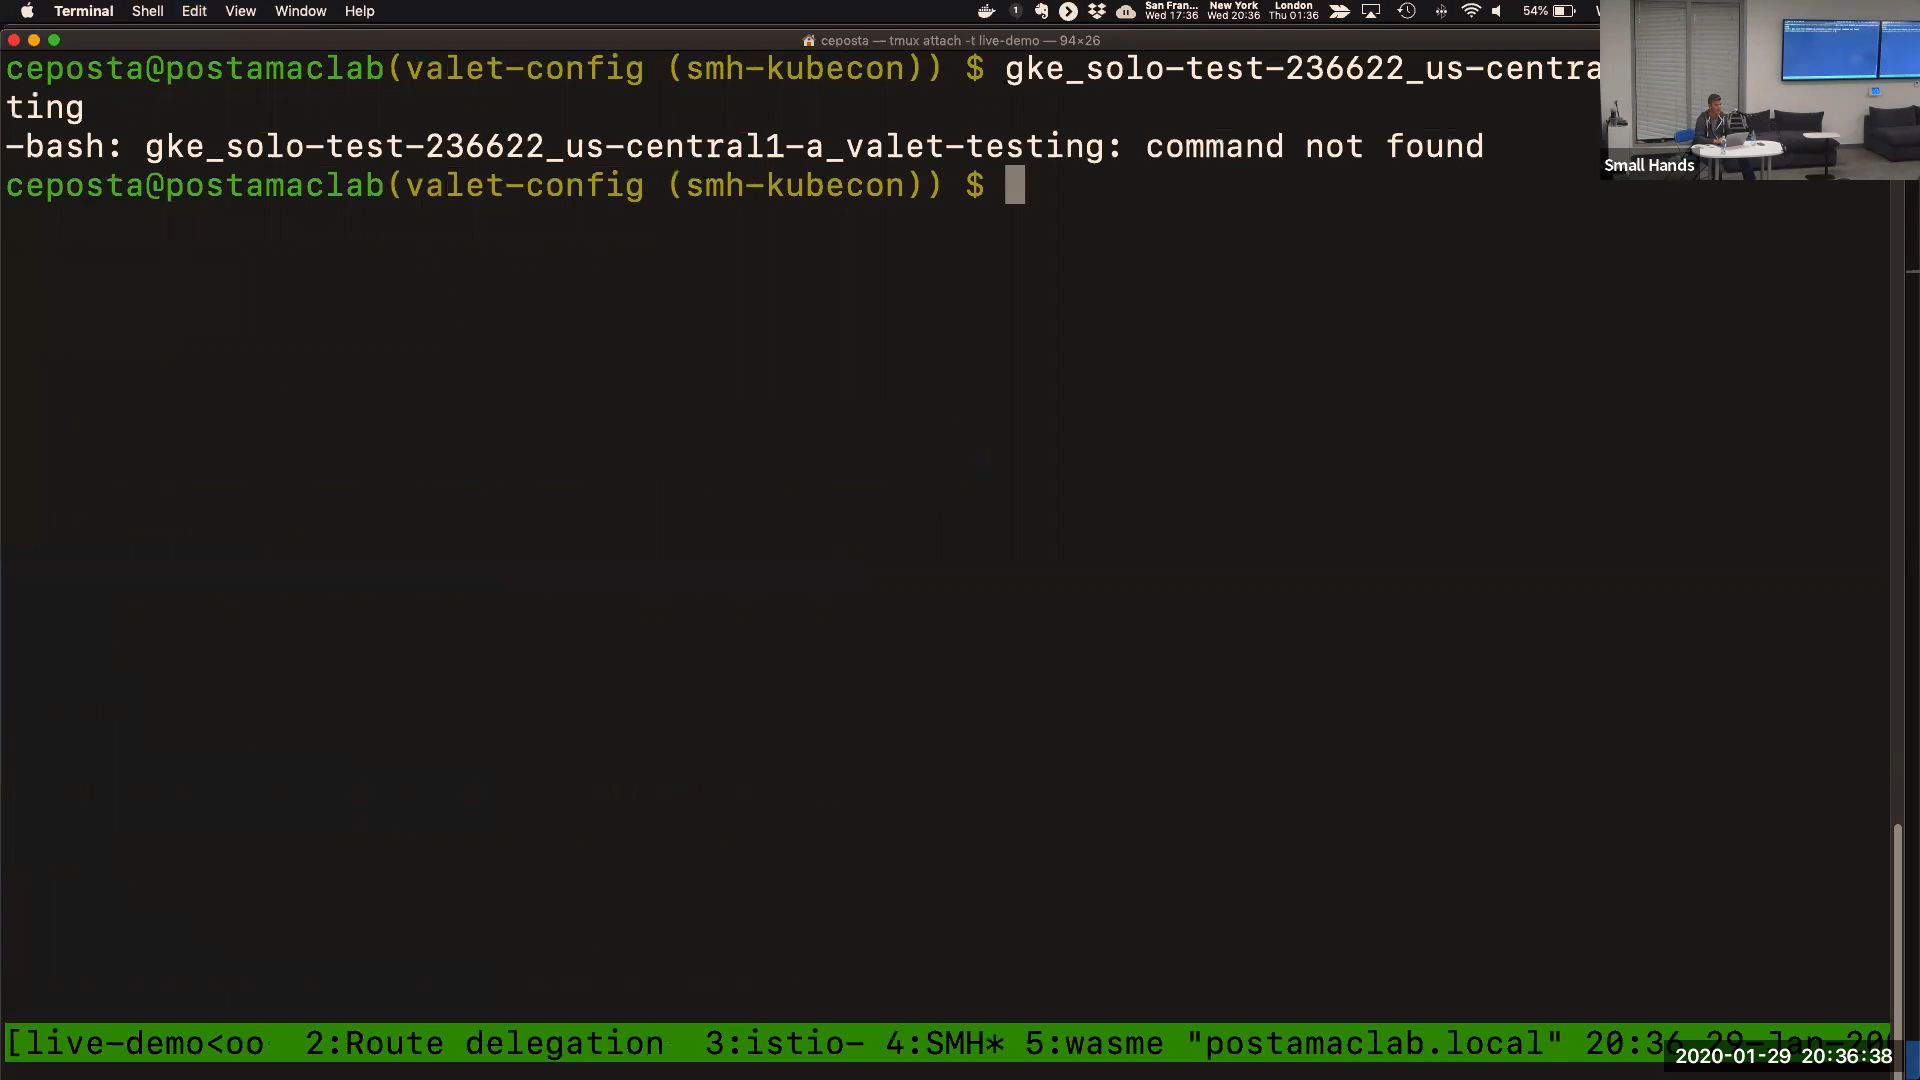 Terminal Shell Edit View Window Help
San Fran... New York London
Wed 17:36 Wed 20:36 Thu 01:36
54%
ceposta — tmux attach -t live-demo — 94×26
ceposta@postamaclab(valet-config (smh-kubecon)) $ gke_solo-test-236622_us-centra
ting
-bash: gke_solo-test-236622_us-central1-a_valet-testing: command not found
ceposta@postamaclab(valet-config (smh-kubecon)) $
Small Hands
[live-demo<oo 2:Route delegation 3:istio- 4:SMH* 5:wasme "postamaclab.local" 20:36 29-Jan-20
2020-01-29 20:36:38